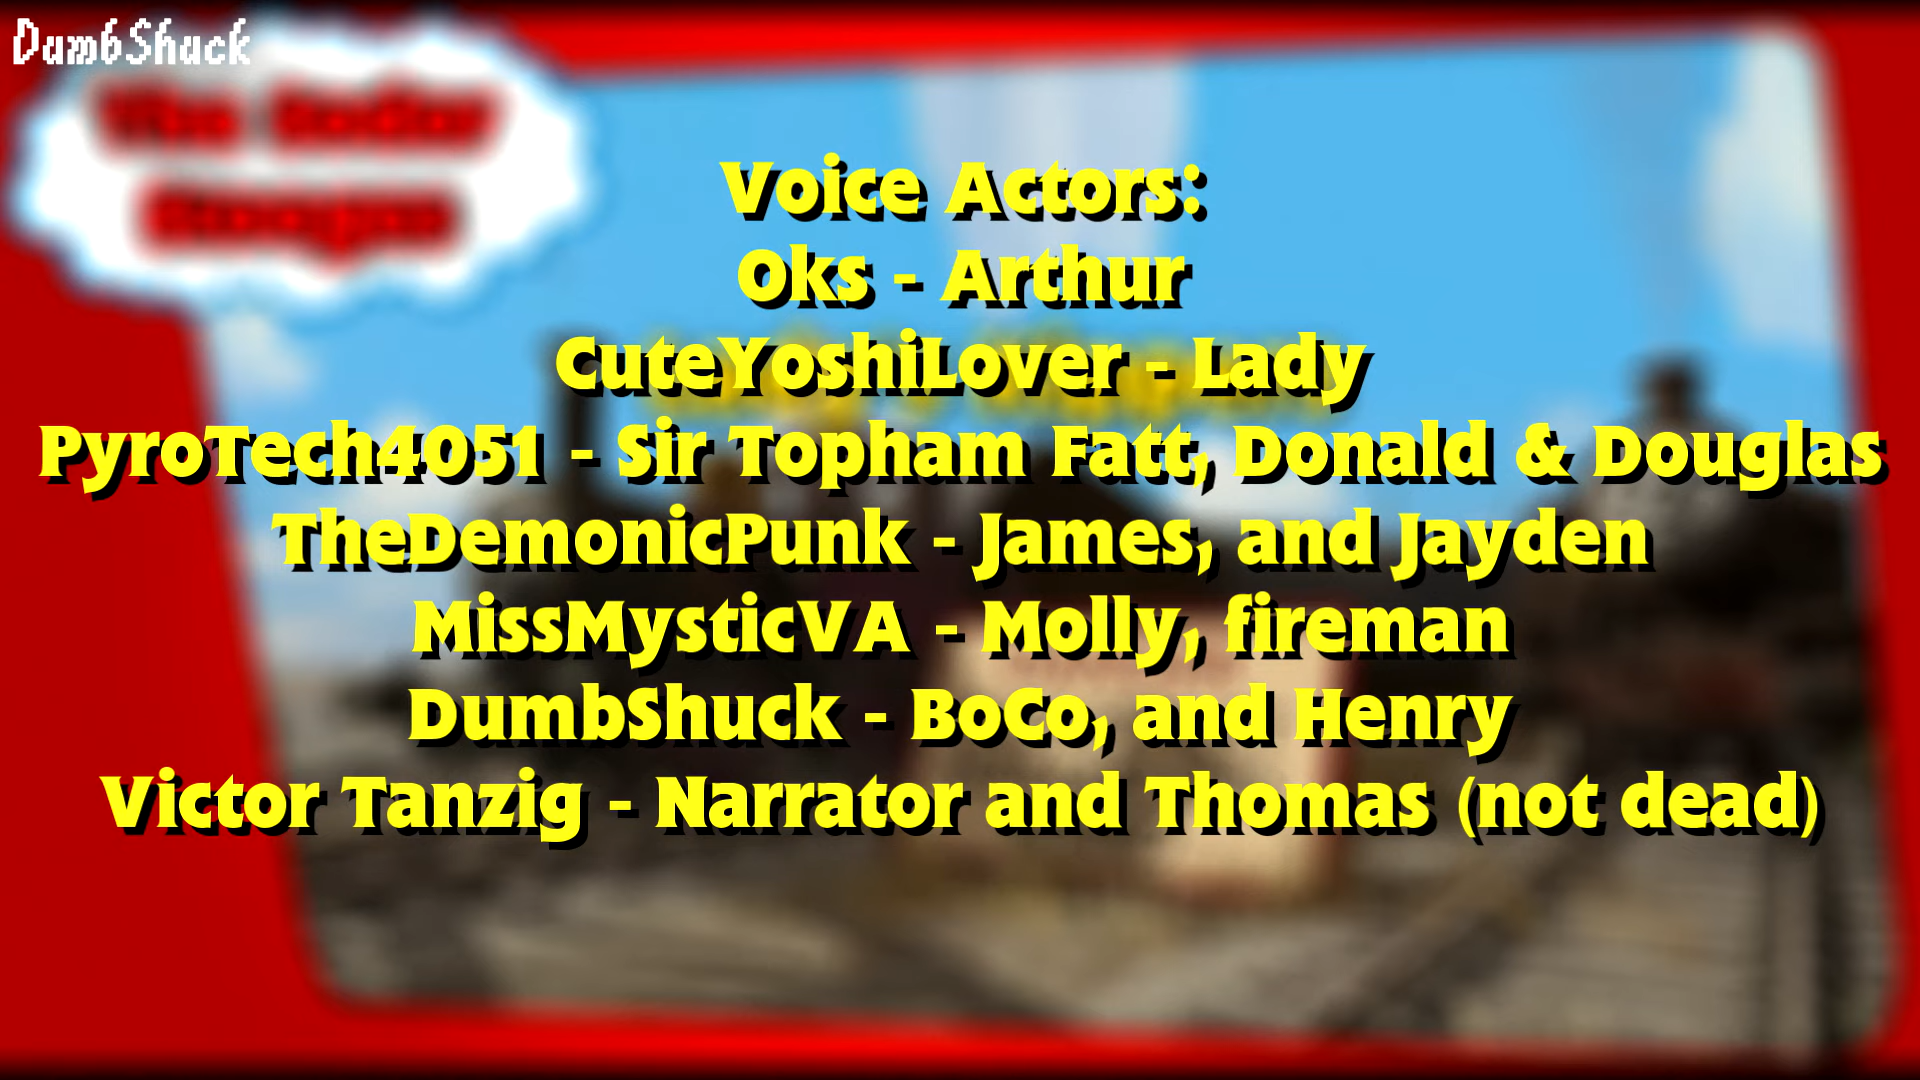 DumbShuck
Voice Actors:
Oks - Arthur
CuteYoshiLover - Lady
PyroTech4051 - Sir Topham Fatt, Donald & Douglas
TheDemonicPunk - James, and Jayden
MissMysticVA - Molly, fireman
DumbShuck - BoCo, and Henry
Victor Tanzig - Narrator and Thomas (not dead)